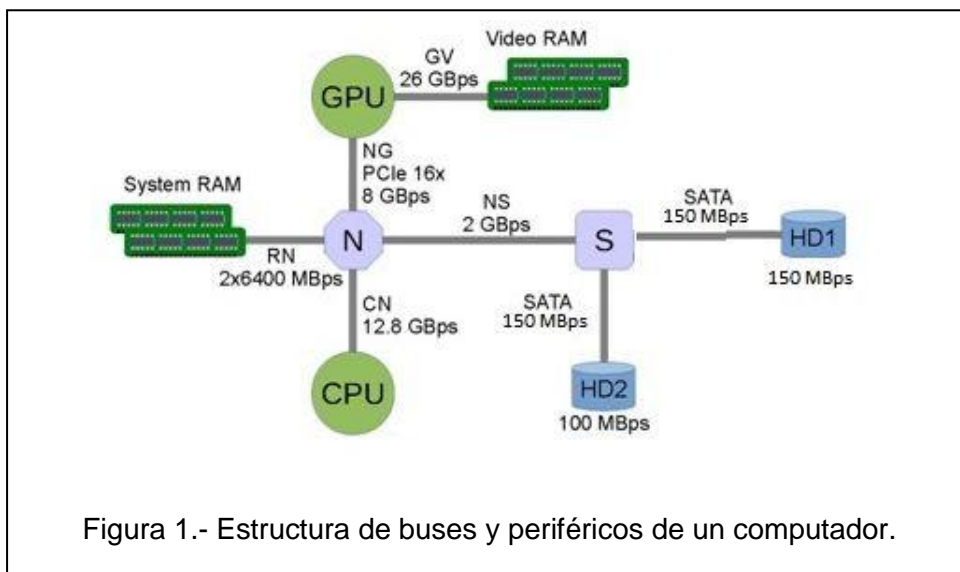 Video RAM
GV
26 GBps
GPU
NG
PCIe 16x
8 GBps
System RAM
SATA
150 MBps
NS
2 GBps
N
S
HD1
RN
2x6400 MBps
150 MBps
CN
12.8 GBps
SATA
150 MBps
CPU
HD2
100 MBps
Figura 1.- Estructura de buses y periféricos de un computador.